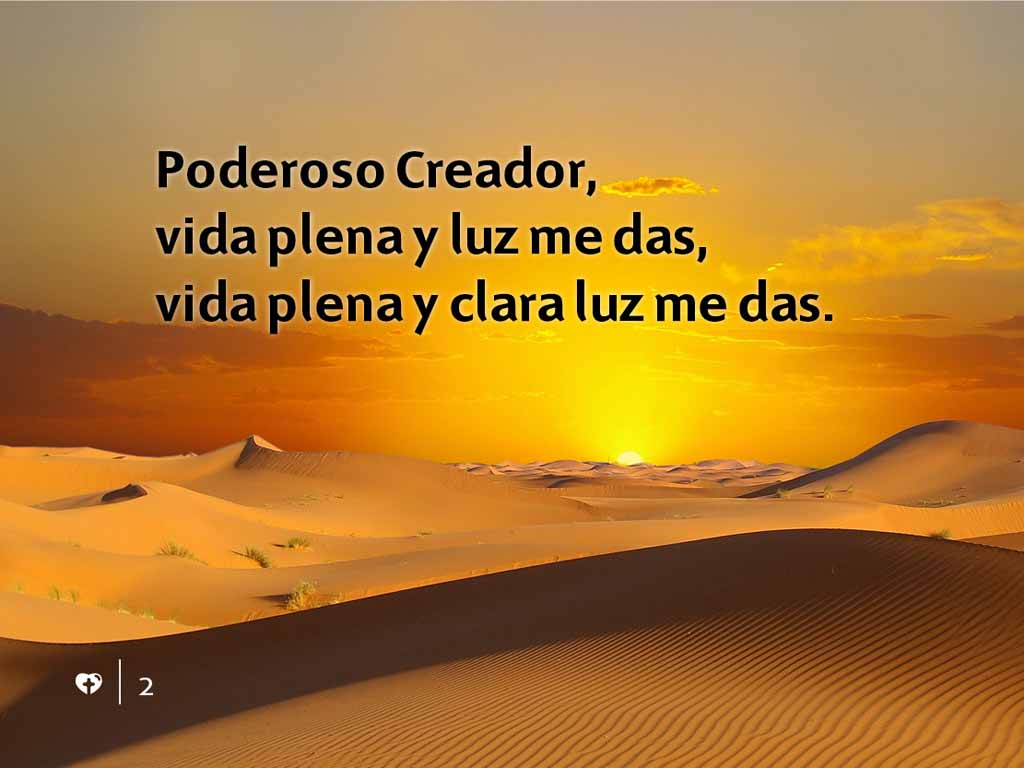 Poderoso Creador,
vida plena y luz me das,
vida plena y clara luz me das.
2